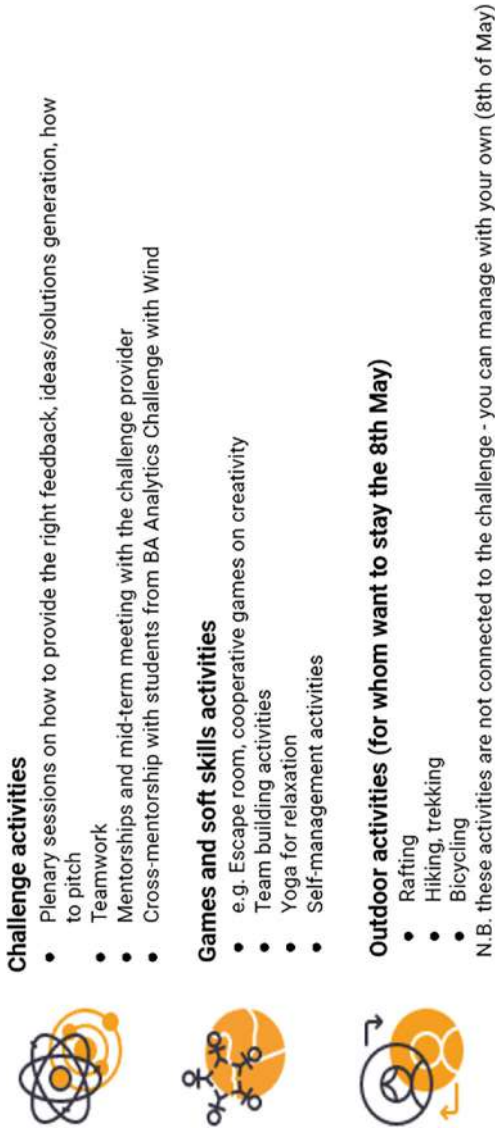 Challenge activities
• Plenary sessions on how to provide the right feedback, ideas/solutions generation, how
to pitch
• Teamwork
• Mentorships and mid-term meeting with the challenge provider
• Cross-mentorship with students from BA Analytics Challenge with Wind
Games and soft skills activities
• e.g. Escape room, cooperative games on creativity
• Team building activities
• Yoga for relaxation
• Self-management activities
Outdoor activities (for whom want to stay the 8th May)
• Rafting
• Hiking, trekking
• Bicycling
N.B. these activities are not connected to the challenge - you can manage with your own (8th of May)